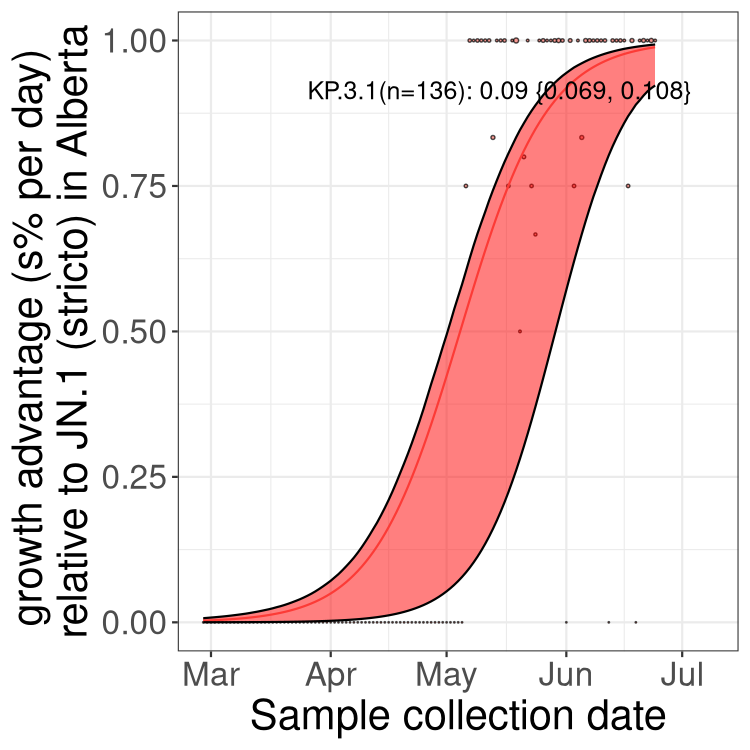 growth advantage (s% per day)
relative to JN.1 (stricto) in Alberta
1.00
0.75
0.50
0.25
0.00
KP.3.1(n=136): 0.09 {0.069, 0.108}
Mar Apr May Jun Jul
Sample collection date